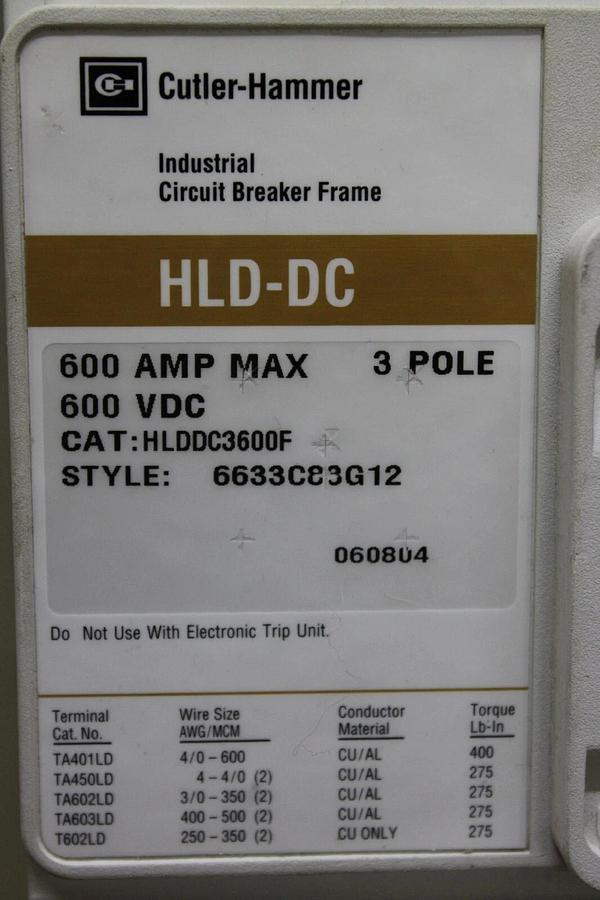 Cutler-Hammer
Industrial
Circuit Breaker Frame
HLD-DC
600 AMP MAX 3 POLE
600 VDC
CAT:HLDDC3600F
STYLE: 6633C83G12
060804
Do Not Use With Electronic Trip Unit.
Terminal Wire Size Conductor Torque
Cat. No. AWG/MCM Material Lb-In
TA401LD 4/0 – 600 CU/AL 400
TA450LD 4 – 4/0 (2) CU/AL 275
TA602LD 3/0 – 350 (2) CU/AL 275
TA603LD 400 – 500 (2) CU/AL 275
T602LD 250 – 350 (2) CU ONLY 275